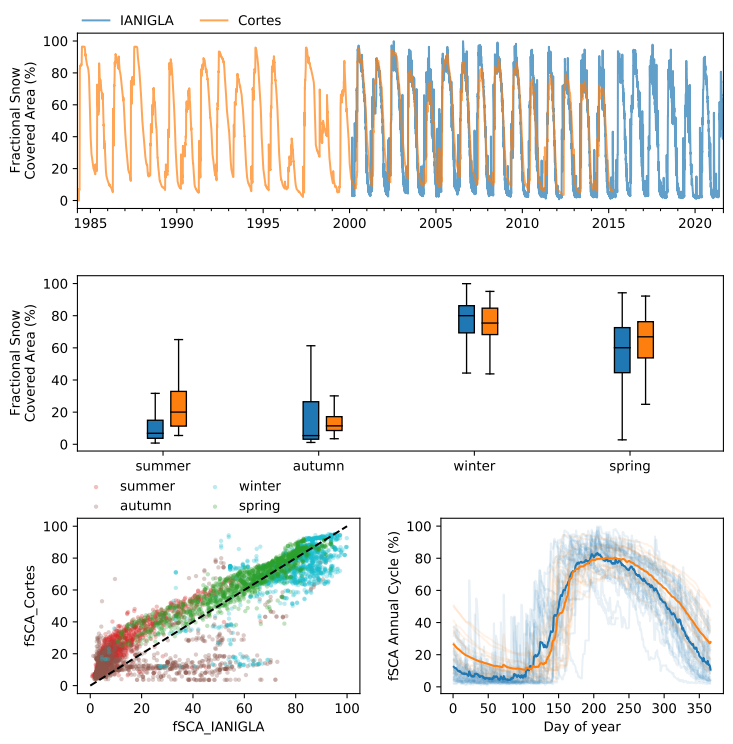 IANIGLA Cortes
Fractional Snow
Covered Area (%)
100
80
60
40
20
0
1985 1990 1995 2000 2005 2010 2015 2020
Fractional Snow
Covered Area (%)
100
80
60
40
20
0
summer autumn winter spring
summer winter
autumn spring
fSCA_Cortes
100
80
60
40
20
0
0 20 40 60 80 100
fSCA_IANIGLA
fSCA Annual Cycle (%)
100
80
60
40
20
0
0 50 100 150 200 250 300 350
Day of year